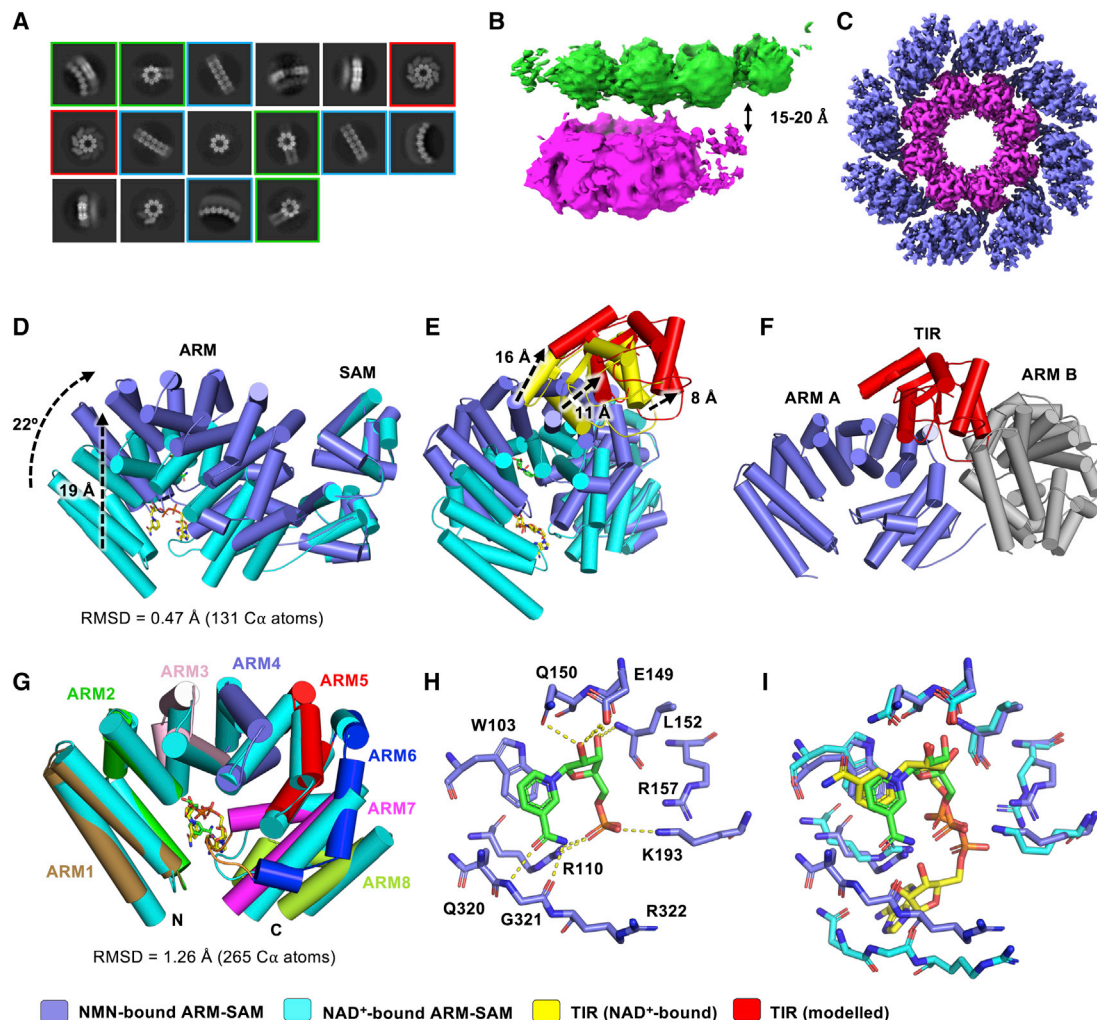 A
B
C
15-20 Å
D
ARM
SAM
22º
19 Å
RMSD = 0.47 Å (131 Cα atoms)
E
16 Å
11 Å
8 Å
F
TIR
ARM A
ARM B
G
ARM1
ARM2
ARM3
ARM4
ARM5
ARM6
ARM7
ARM8
N
C
RMSD = 1.26 Å (265 Cα atoms)
H
Q150
E149
W103
L152
R157
K193
R110
Q320
G321
R322
I
NMN-bound ARM-SAM
NAD⁺-bound ARM-SAM
TIR (NAD⁺-bound)
TIR (modelled)